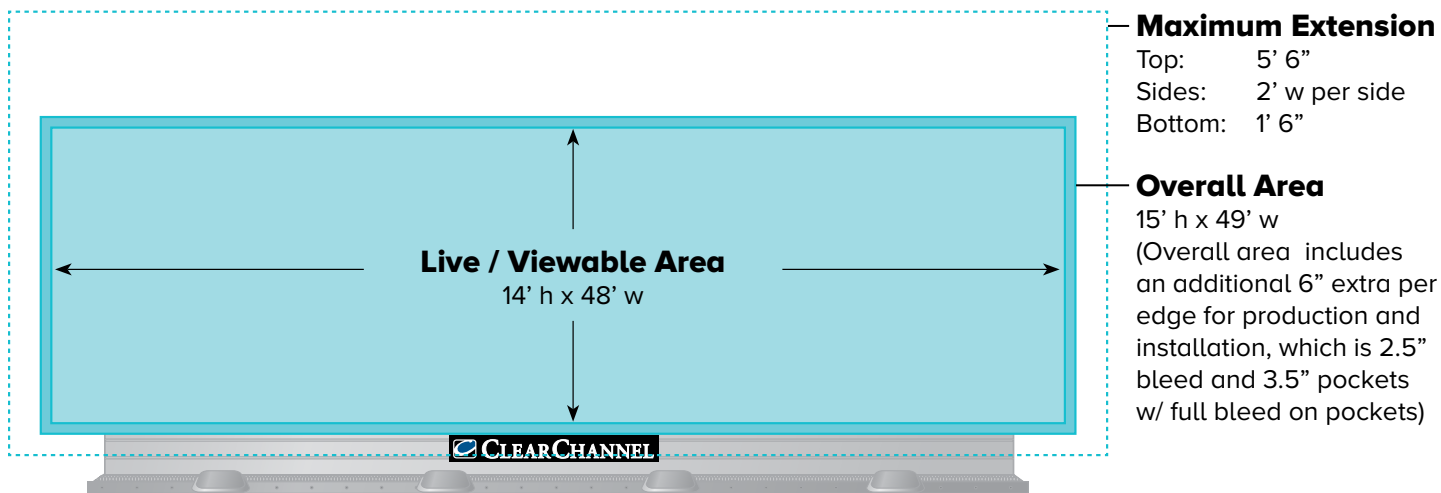 Maximum Extension
Top: 5’ 6”
Sides: 2’ w per side
Bottom: 1’ 6”
Overall Area
15’ h x 49’ w
(Overall area includes
an additional 6” extra per
edge for production and
installation, which is 2.5”
bleed and 3.5” pockets
w/ full bleed on pockets)
Live / Viewable Area
14’ h x 48’ w
CLEARCHANNEL